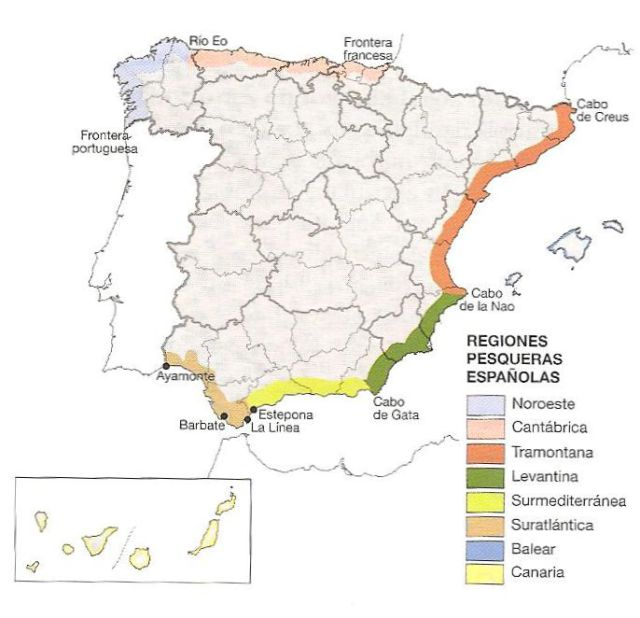 Río Eo
Frontera
francesa
Cabo
de Creus
Frontera
portuguesa
Cabo
de la Nao
REGIONES
PESQUERAS
ESPAÑOLAS
Ayamonte
Cabo
de Gata
Estepona
Barbate
La Línea
Noroeste
Cantábrica
Tramontana
Levantina
Surmediterránea
Suratlántica
Balear
Canaria